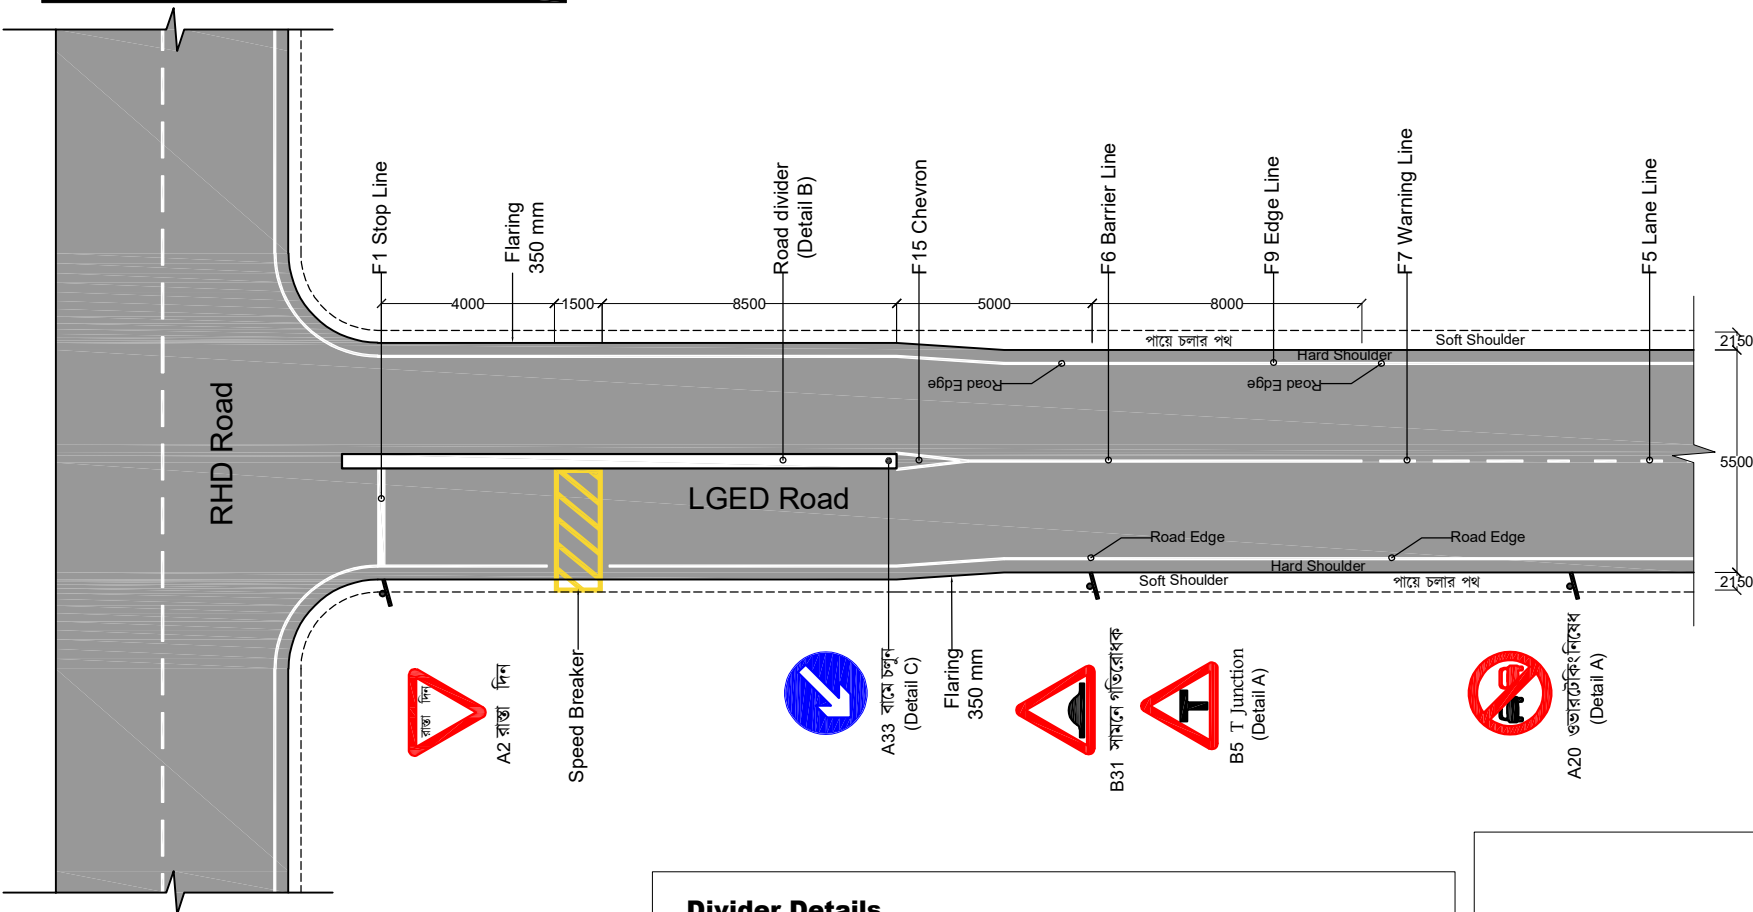 F1 Stop Line
Flaring
350 mm
Road divider
(Detail B)
F15 Chevron
F6 Barrier Line
F9 Edge Line
F7 Warning Line
F5 Lane Line
4000
1500
8500
5000
8000
পায়ে চলার পথ
Soft Shoulder
2150
Hard Shoulder
Road Edge
Road Edge
RHD Road
LGED Road
5500
Road Edge
Road Edge
Hard Shoulder
Soft Shoulder
পায়ে চলার পথ
2150
রাস্তা দিন
A2 রাস্তা দিন
Speed Breaker
A33 বামে চলুন
(Detail C)
Flaring
350 mm
B31 সামনে গতিরোধক
B5 T Junction
(Detail A)
A20 ওভারটেকিং নিষেধ
(Detail A)
Divider Details